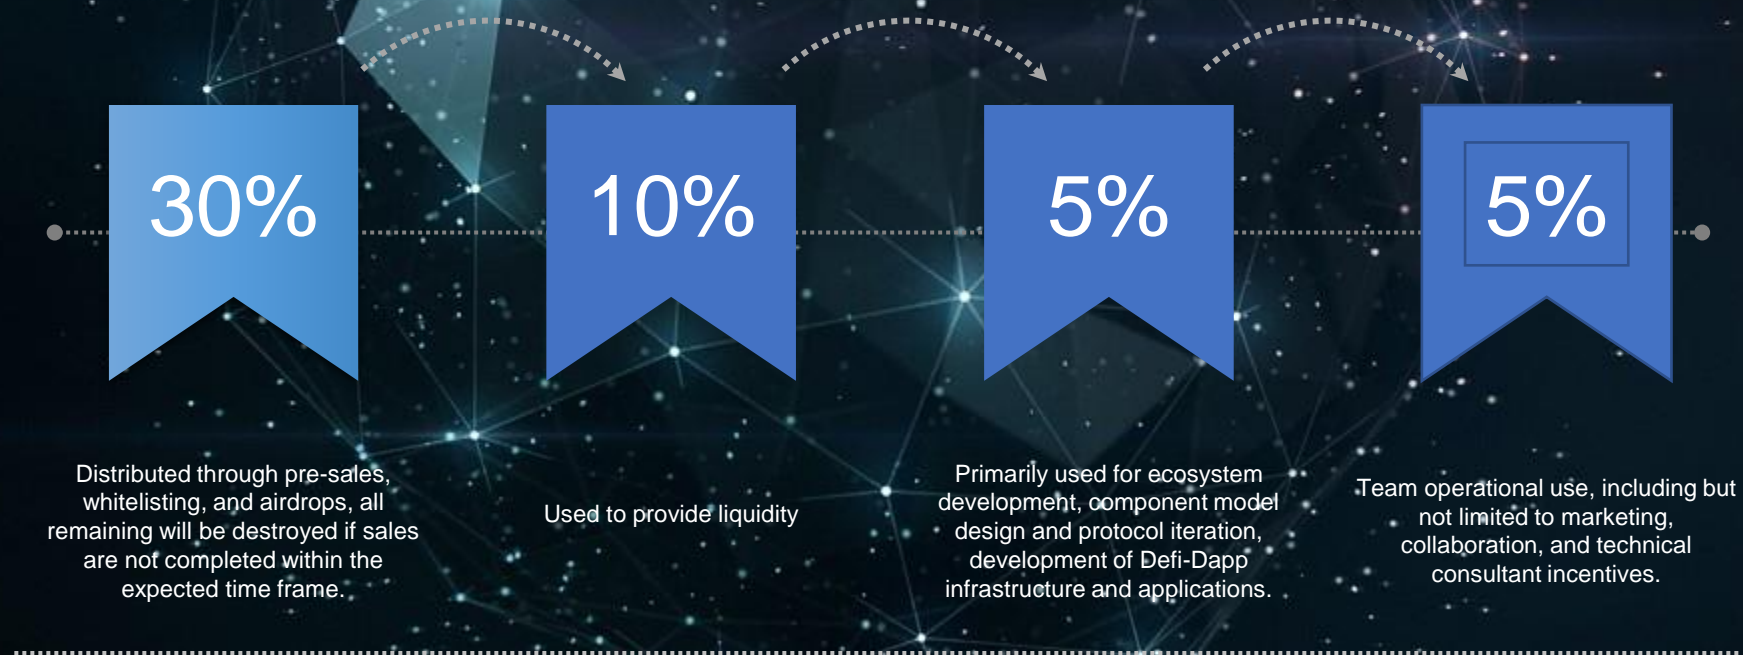 30%
10%
5%
5%
Distributed through pre-sales,
whitelisting, and airdrops, all
remaining will be destroyed if sales
are not completed within the
expected time frame.
Used to provide liquidity
Primarily used for ecosystem
development, component model
design and protocol iteration,
development of Defi-Dapp
infrastructure and applications.
Team operational use, including but
not limited to marketing,
collaboration, and technical
consultant incentives.